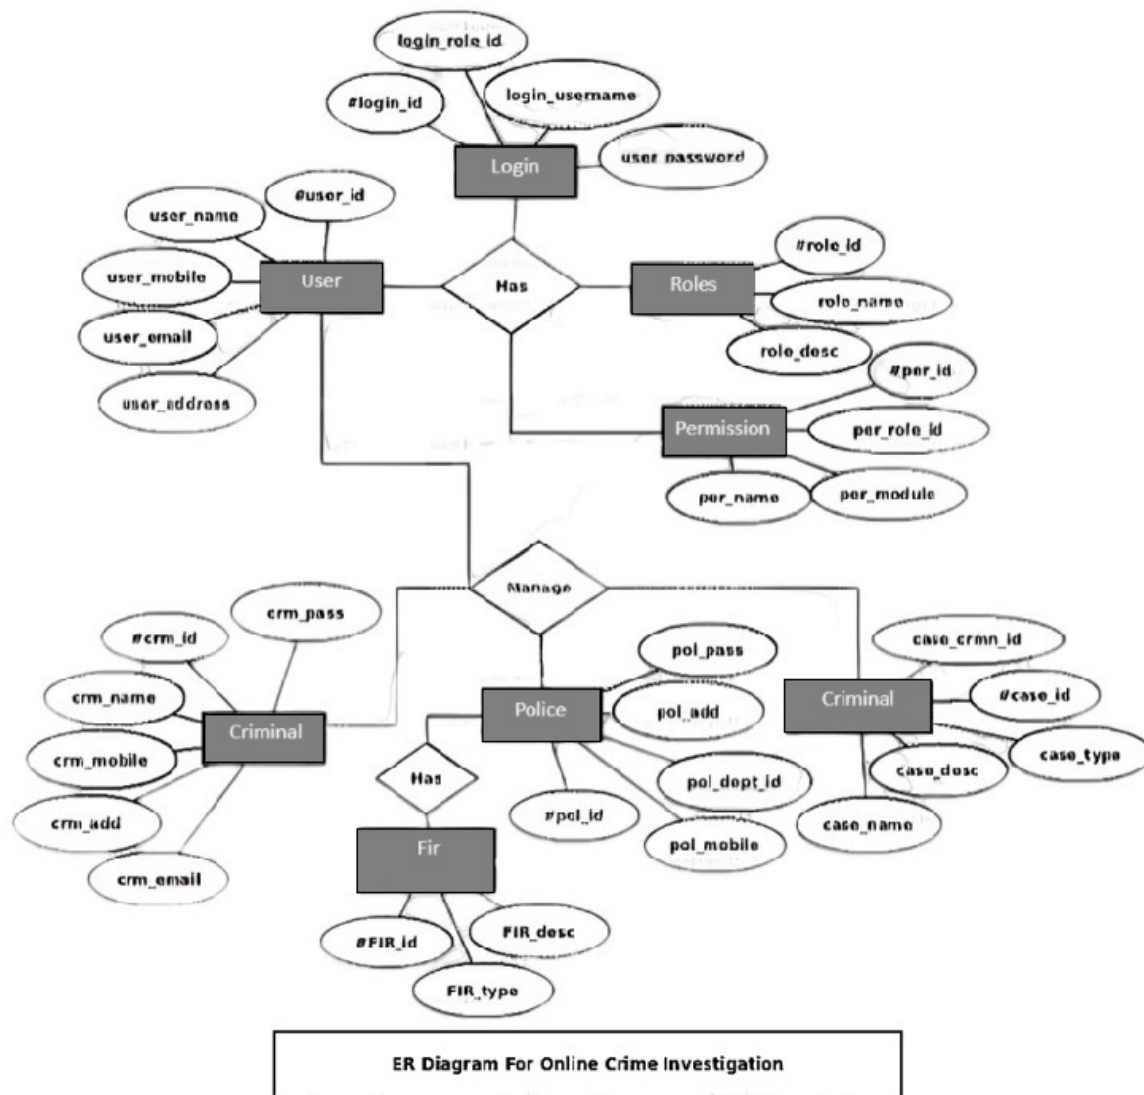 login_role_id
#login_id
login_username
user_password
Login
#user_id
user_name
user_mobile
User
user_email
user_address
Has
Roles
#role_id
role_name
role_desc
#per_id
Permission
per_role_id
per_name
per_module
Manage
crm_pass
#crm_id
crm_name
Criminal
crm_mobile
crm_add
crm_email
pol_pass
Police
pol_add
pol_dept_id
#pol_id
pol_mobile
Has
Fir
#FIR_id
FIR_desc
FIR_type
case_crmn_id
Criminal
#case_id
case_type
case_desc
case_name
ER Diagram For Online Crime Investigation